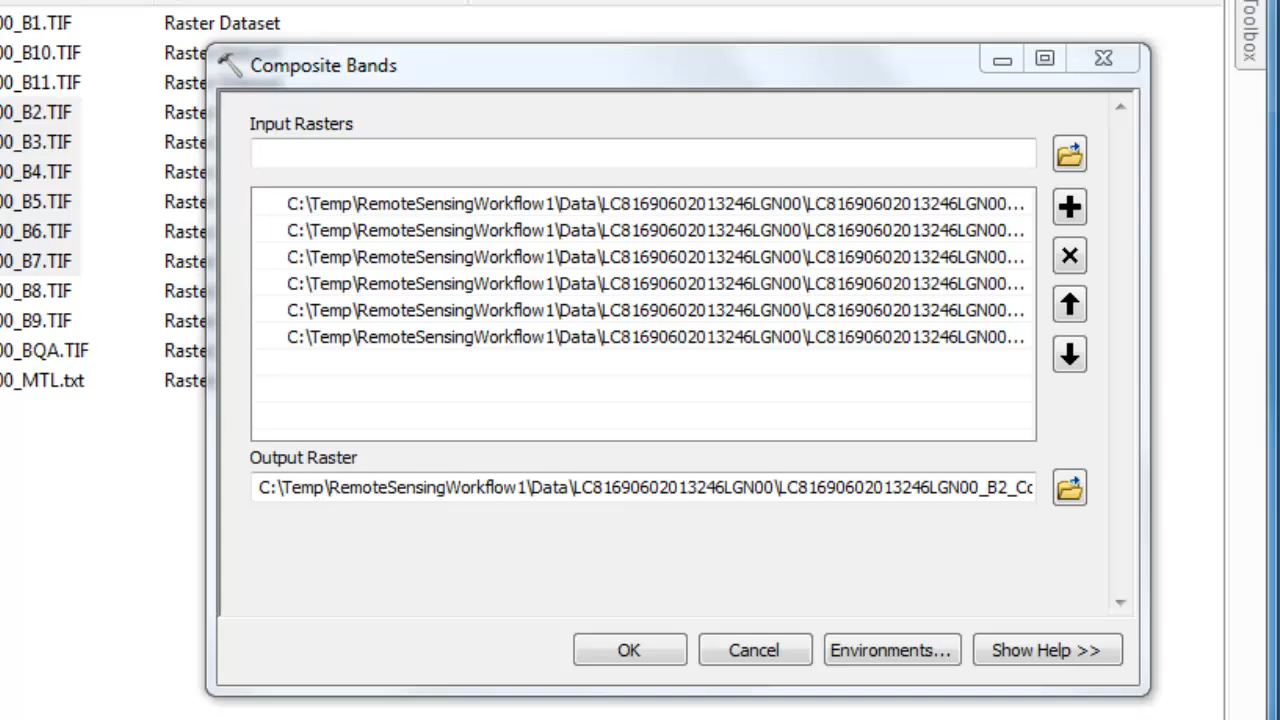 00_B1.TIF Raster Dataset
00_B10.TIF Raste
00_B11.TIF Raste
00_B2.TIF Raste
00_B3.TIF Raste
00_B4.TIF Raste
00_B5.TIF Raste
00_B6.TIF Raste
00_B7.TIF Raste
00_B8.TIF Raste
00_B9.TIF Raste
00_BQA.TIF Raste
00_MTL.txt Raste
Composite Bands
Input Rasters
C:\Temp\RemoteSensingWorkflow1\Data\LC81690602013246LGN00\LC81690602013246LGN00...
C:\Temp\RemoteSensingWorkflow1\Data\LC81690602013246LGN00\LC81690602013246LGN00...
C:\Temp\RemoteSensingWorkflow1\Data\LC81690602013246LGN00\LC81690602013246LGN00...
C:\Temp\RemoteSensingWorkflow1\Data\LC81690602013246LGN00\LC81690602013246LGN00...
C:\Temp\RemoteSensingWorkflow1\Data\LC81690602013246LGN00\LC81690602013246LGN00...
C:\Temp\RemoteSensingWorkflow1\Data\LC81690602013246LGN00\LC81690602013246LGN00...
Output Raster
C:\Temp\RemoteSensingWorkflow1\Data\LC81690602013246LGN00\LC81690602013246LGN00_B2_Cc
OK
Cancel
Environments...
Show Help >>
Toolbox